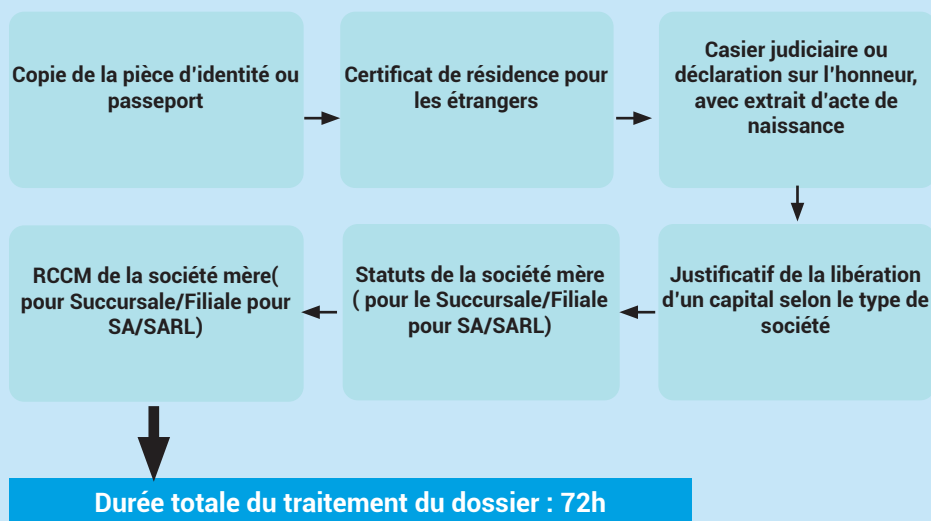 Copie de la pièce d'identité ou
passeport
Certificat de résidence pour
les étrangers
Casier judiciaire ou
déclaration sur l'honneur,
avec extrait d'acte de
naissance
Justificatif de la libération
d'un capital selon le type de
société
Statuts de la société mère
( pour le Succursale/Filiale
pour SA/SARL)
RCCM de la société mère(
pour Succursale/Filiale pour
SA/SARL)
Durée totale du traitement du dossier : 72h